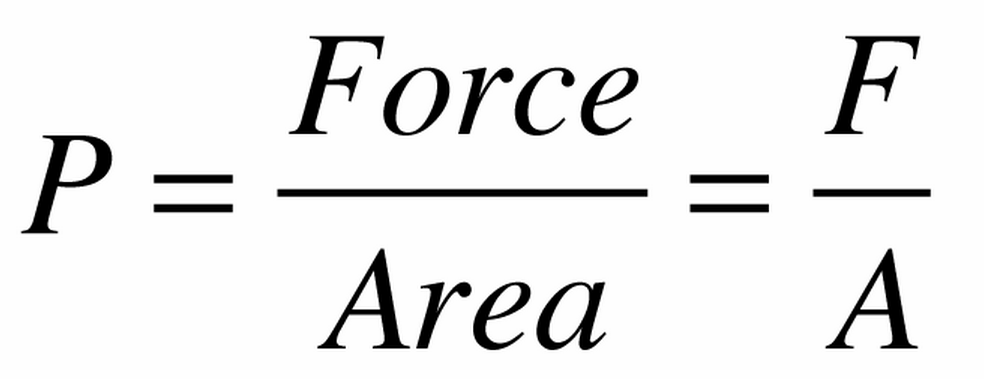 P = Force / Area = F / A